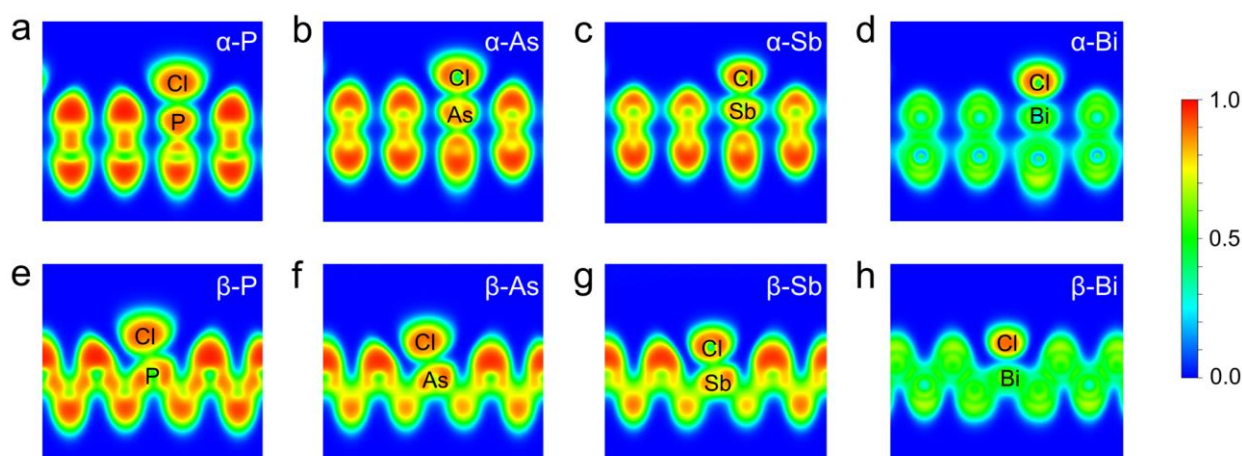 a
α-P
Cl
P
b
α-As
Cl
As
c
α-Sb
Cl
Sb
d
α-Bi
Cl
Bi
e
β-P
Cl
P
f
β-As
Cl
As
g
β-Sb
Cl
Sb
h
β-Bi
Cl
Bi
1.0
0.5
0.0